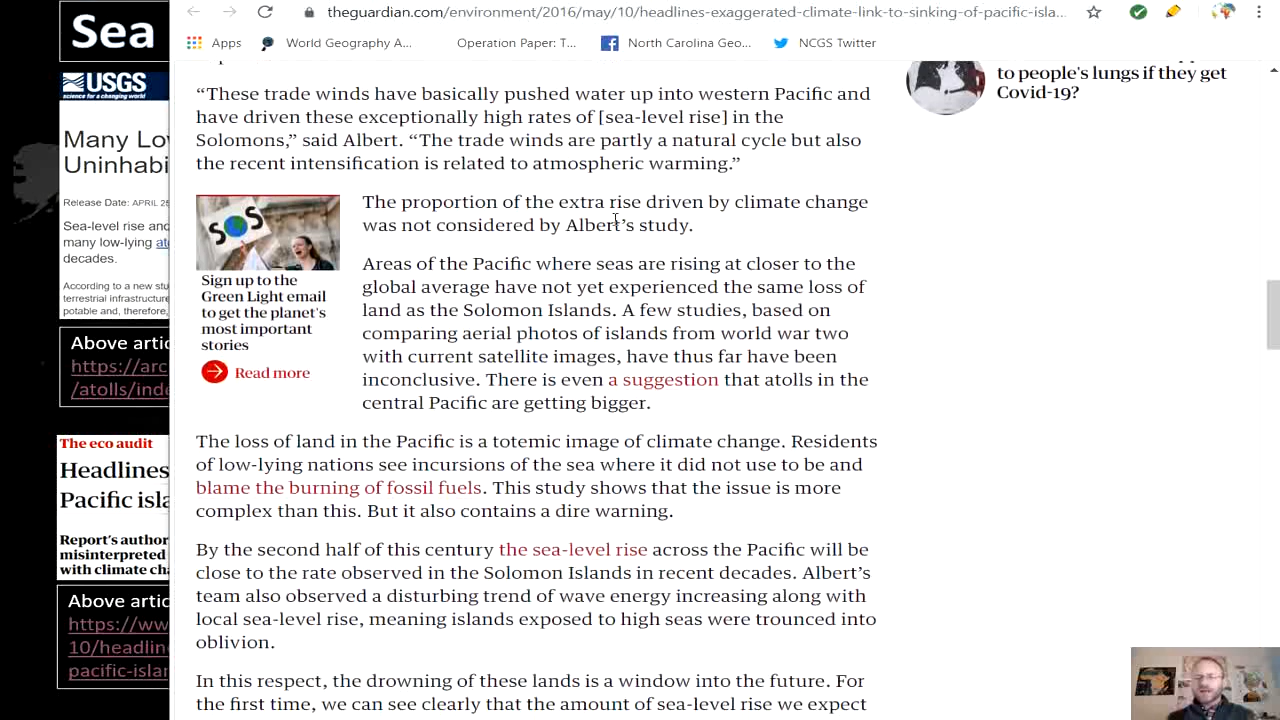 Sea
USGS
science for a changing world
Many Lo
Uninhabi
Release Date: APRIL 25
Sea-level rise and
many low-lying at
decades.
According to a new stu
terrestrial infrastructure
potable and, therefore,
Above artic
https://arc
/atolls/inde
The eco audit
Headlines
Pacific isla
Report's author
misinterpreted
with climate cha
Above artic
https://ww
10/headlin
pacific-islan
theguardian.com/environment/2016/may/10/headlines-exaggerated-climate-link-to-sinking-of-pacific-isla...
Apps
World Geography A...
Operation Paper: T...
North Carolina Geo...
NCGS Twitter
“These trade winds have basically pushed water up into western Pacific and
have driven these exceptionally high rates of [sea-level rise] in the
Solomons,” said Albert. “The trade winds are partly a natural cycle but also
the recent intensification is related to atmospheric warming.”
SOS
Sign up to the
Green Light email
to get the planet's
most important
stories
Read more
The proportion of the extra rise driven by climate change
was not considered by Albert’s study.
Areas of the Pacific where seas are rising at closer to the
global average have not yet experienced the same loss of
land as the Solomon Islands. A few studies, based on
comparing aerial photos of islands from world war two
with current satellite images, have thus far have been
inconclusive. There is even a suggestion that atolls in the
central Pacific are getting bigger.
The loss of land in the Pacific is a totemic image of climate change. Residents
of low-lying nations see incursions of the sea where it did not use to be and
blame the burning of fossil fuels. This study shows that the issue is more
complex than this. But it also contains a dire warning.
By the second half of this century the sea-level rise across the Pacific will be
close to the rate observed in the Solomon Islands in recent decades. Albert’s
team also observed a disturbing trend of wave energy increasing along with
local sea-level rise, meaning islands exposed to high seas were trounced into
oblivion.
In this respect, the drowning of these lands is a window into the future. For
the first time, we can see clearly that the amount of sea-level rise we expect
to people's lungs if they get
Covid-19?